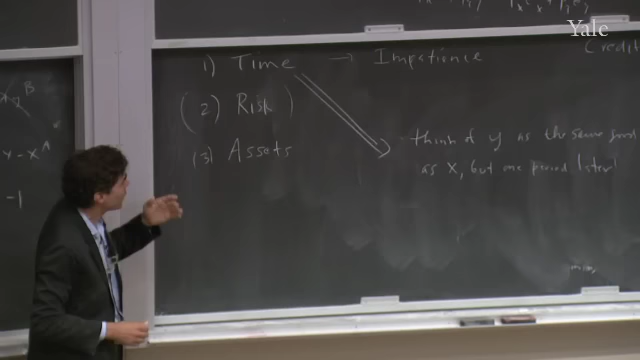 Yale
Credit
1) Time → Impatience
(2) Risk )
(3) Assets
think of y as the same good
as x, but one period later
A B
Y - X^A
-1